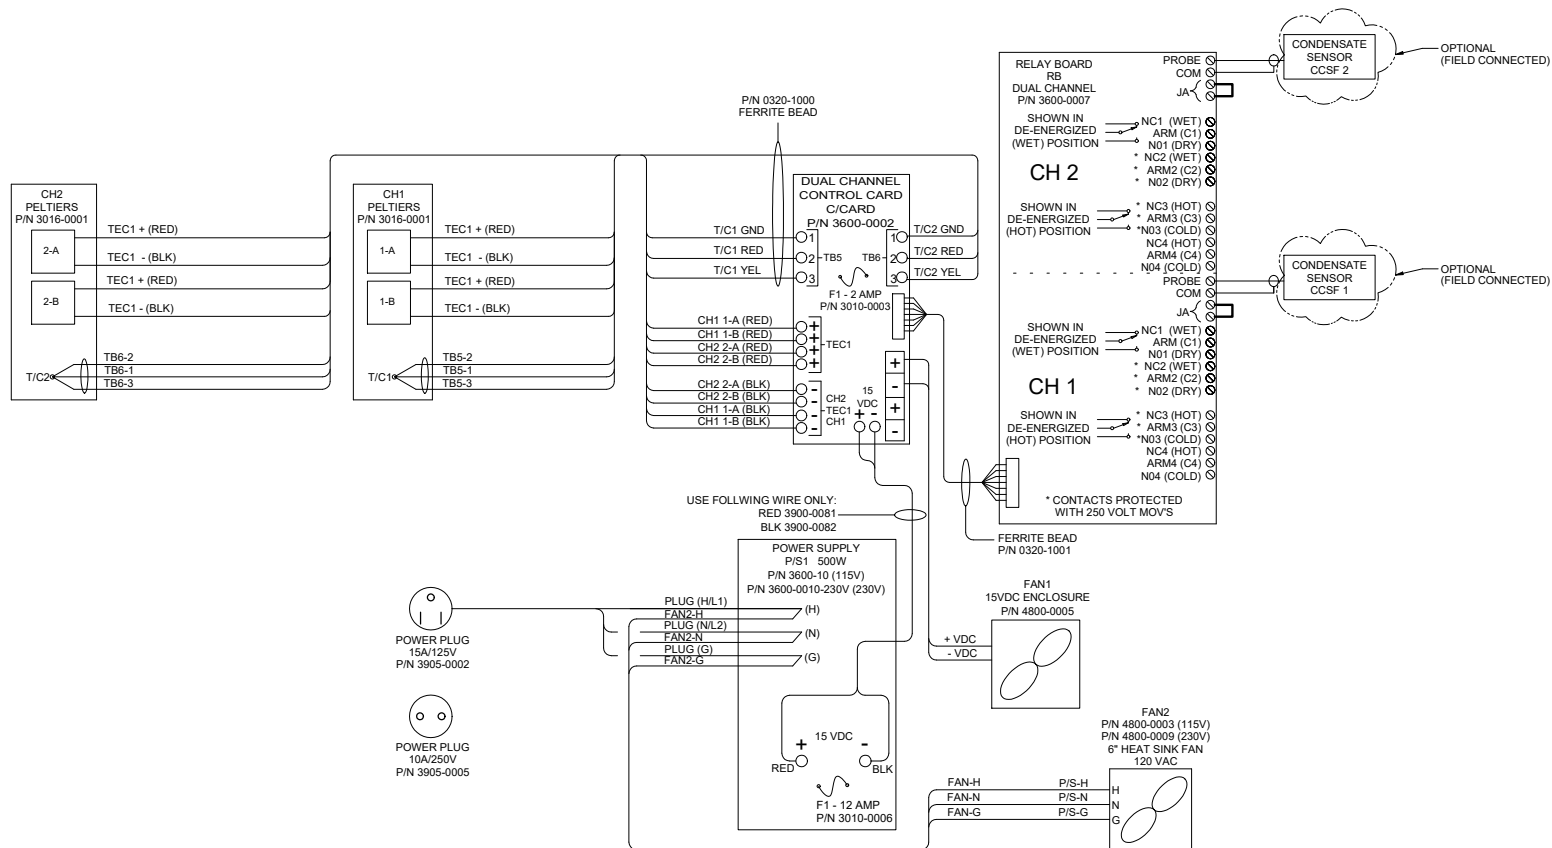 CONDENSATE
SENSOR
CCSF 2
OPTIONAL
(FIELD CONNECTED)
RELAY BOARD
RB
DUAL CHANNEL
P/N 3600-0007
PROBE
COM
JA
SHOWN IN
DE-ENERGIZED
(WET) POSITION
NC1 (WET)
ARM (C1)
N01 (DRY)
* NC2 (WET)
* ARM2 (C2)
* N02 (DRY)
CH 2
SHOWN IN
DE-ENERGIZED
(HOT) POSITION
* NC3 (HOT)
* ARM3 (C3)
*N03 (COLD)
NC4 (HOT)
ARM4 (C4)
N04 (COLD)
PROBE
COM
JA
CONDENSATE
SENSOR
CCSF 1
OPTIONAL
(FIELD CONNECTED)
SHOWN IN
DE-ENERGIZED
(WET) POSITION
NC1 (WET)
ARM (C1)
N01 (DRY)
* NC2 (WET)
* ARM2 (C2)
* N02 (DRY)
CH 1
SHOWN IN
DE-ENERGIZED
(HOT) POSITION
* NC3 (HOT)
* ARM3 (C3)
*N03 (COLD)
NC4 (HOT)
ARM4 (C4)
N04 (COLD)
* CONTACTS PROTECTED
WITH 250 VOLT MOV'S
P/N 0320-1000
FERRITE BEAD
CH2
PELTIERS
P/N 3016-0001
2-A
2-B
TEC1 + (RED)
TEC1 - (BLK)
TEC1 + (RED)
TEC1 - (BLK)
T/C2
TB6-2
TB6-1
TB6-3
CH1
PELTIERS
P/N 3016-0001
1-A
1-B
TEC1 + (RED)
TEC1 - (BLK)
TEC1 + (RED)
TEC1 - (BLK)
T/C1
TB5-2
TB5-1
TB5-3
DUAL CHANNEL
CONTROL CARD
C/CARD
P/N 3600-0002
T/C1 GND
T/C1 RED
T/C1 YEL
1
2
3
TB5
TB6
1
2
3
T/C2 GND
T/C2 RED
T/C2 YEL
F1 - 2 AMP
P/N 3010-0003
CH1 1-A (RED)
CH1 1-B (RED)
CH2 2-A (RED)
CH2 2-B (RED)
+
+
+
+
TEC1
CH2 2-A (BLK)
CH2 2-B (BLK)
CH1 1-A (BLK)
CH1 1-B (BLK)
-
-
-
-
CH2
TEC1
CH1
15
VDC
+ -
+
-
+
-
USE FOLLWING WIRE ONLY:
RED 3900-0081
BLK 3900-0082
FERRITE BEAD
P/N 0320-1001
POWER SUPPLY
P/S1 500W
P/N 3600-10 (115V)
P/N 3600-0010-230V (230V)
PLUG (H/L1)
FAN2-H
PLUG (N/L2)
FAN2-N
PLUG (G)
FAN2-G
(H)
(N)
(G)
15 VDC
+ -
RED
BLK
F1 - 12 AMP
P/N 3010-0006
POWER PLUG
15A/125V
P/N 3905-0002
POWER PLUG
10A/250V
P/N 3905-0005
FAN1
15VDC ENCLOSURE
P/N 4800-0005
+ VDC
- VDC
FAN2
P/N 4800-0003 (115V)
P/N 4800-0009 (230V)
6" HEAT SINK FAN
120 VAC
FAN-H
FAN-N
FAN-G
P/S-H
P/S-N
P/S-G
H
N
G